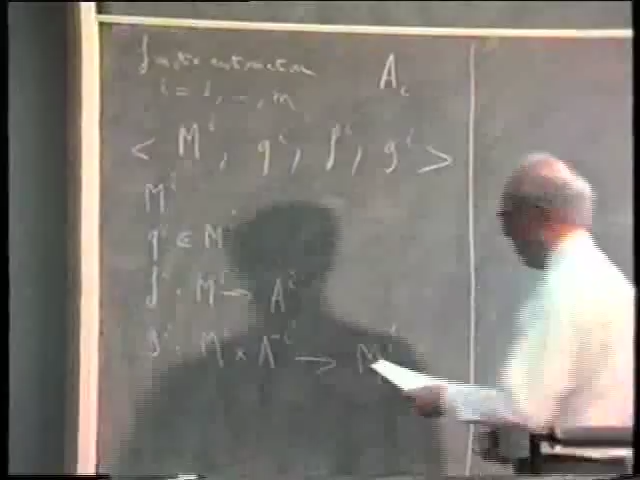 i = 1, -, n
A_i
< M^i, q^i, f^i, g^i >
M^i
q^i ∈ M^i
f^i : M^i → A^i
g^i : M^i × A^{-i} → M^i